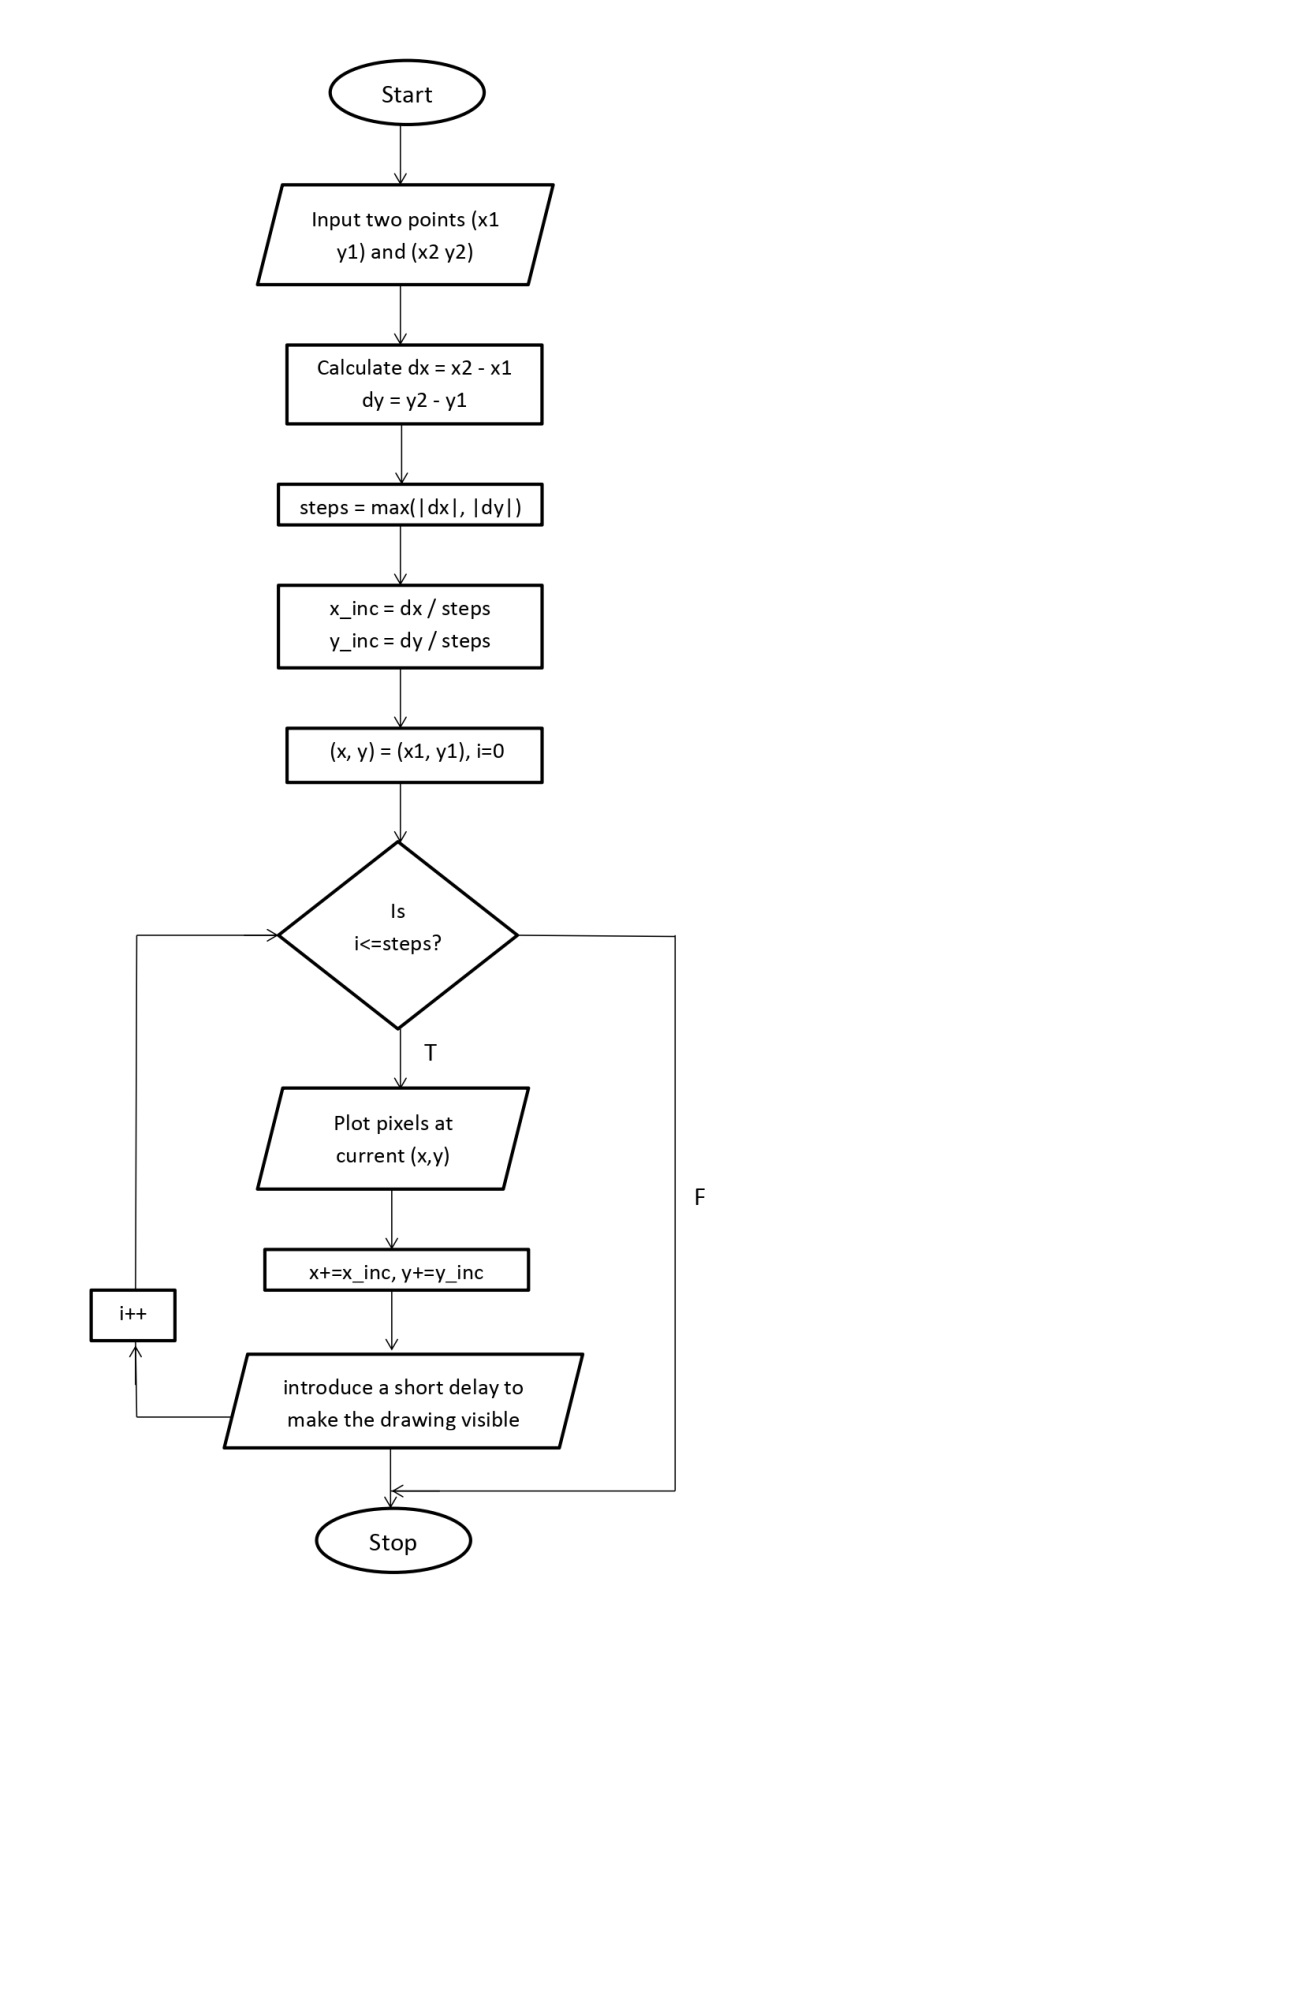 Start
Input two points (x1
y1) and (x2 y2)
Calculate dx = x2 - x1
dy = y2 - y1
steps = max(|dx|, |dy|)
x_inc = dx / steps
y_inc = dy / steps
(x, y) = (x1, y1), i=0
Is
i<=steps?
T
Plot pixels at
current (x,y)
F
x+=x_inc, y+=y_inc
i++
introduce a short delay to
make the drawing visible
Stop